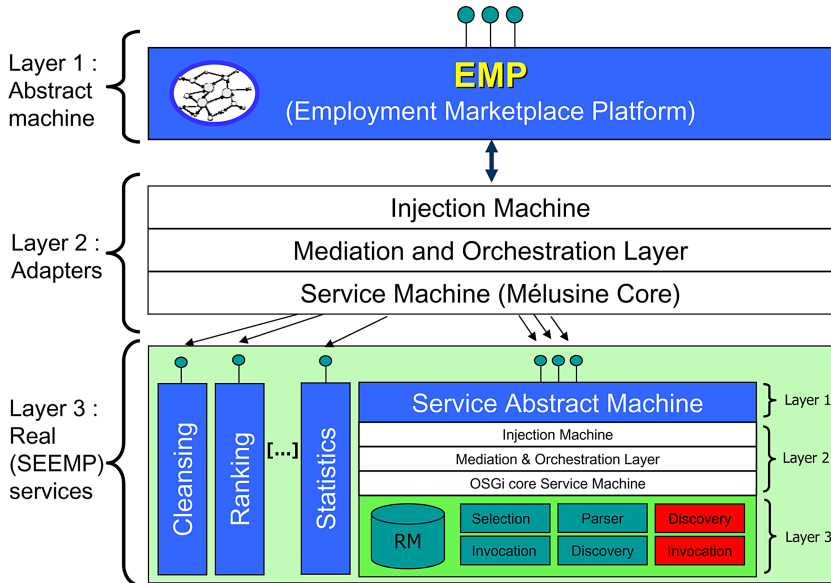 Layer 1 :
Abstract
machine
EMP
(Employment Marketplace Platform)
Layer 2 :
Adapters
Injection Machine
Mediation and Orchestration Layer
Service Machine (Mélusine Core)
Layer 3 :
Real
(SEEMP)
services
Cleansing
Ranking
[...]
Statistics
Service Abstract Machine
Layer 1
Injection Machine
Mediation & Orchestration Layer
OSGi core Service Machine
Layer 2
RM
Selection
Parser
Discovery
Invocation
Discovery
Invocation
Layer 3